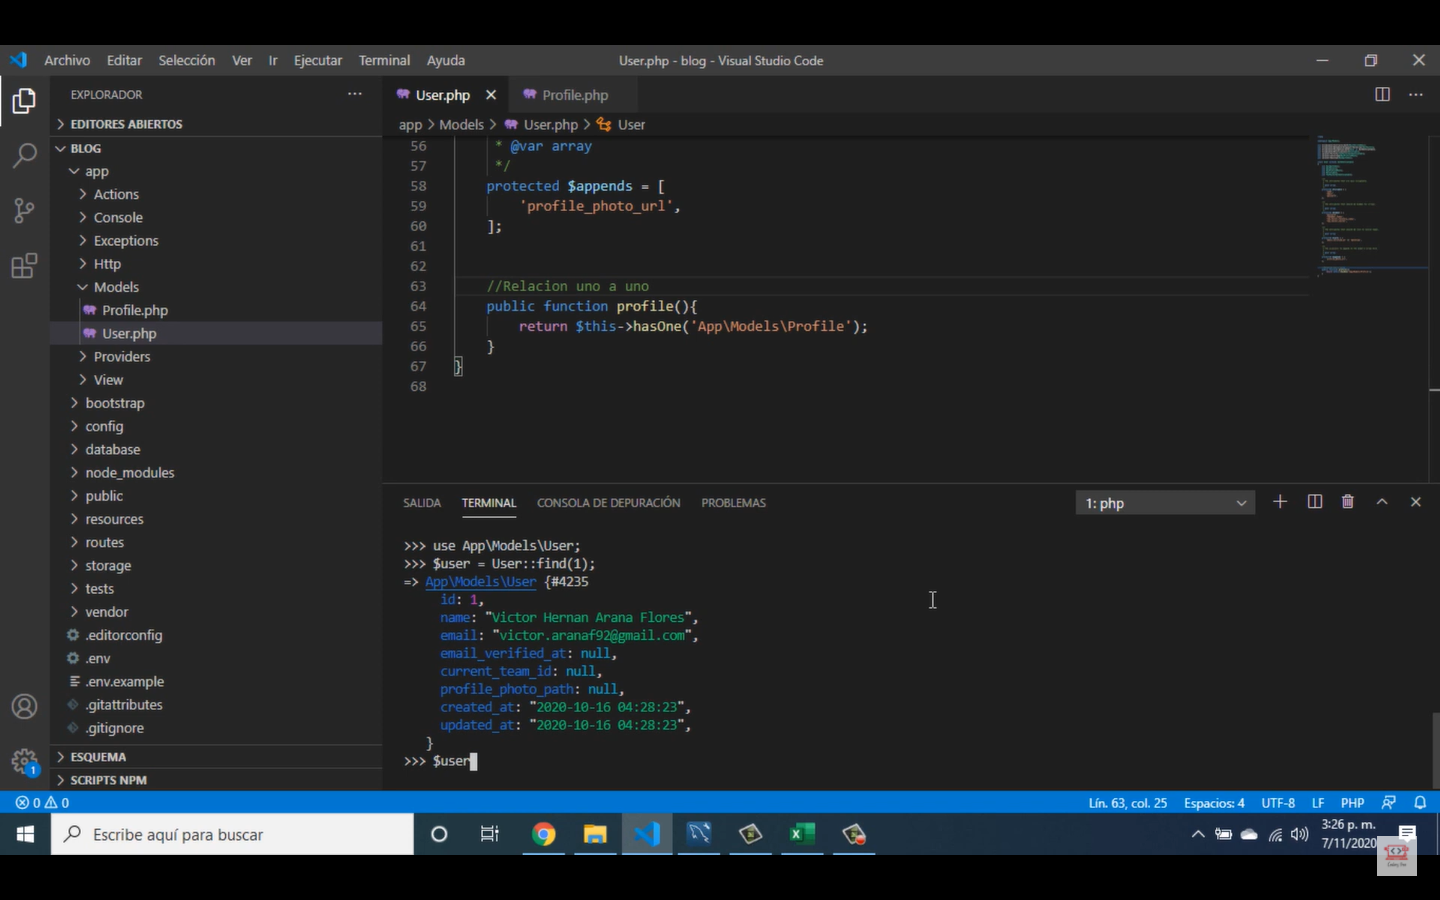 Archivo Editar Selección Ver Ir Ejecutar Terminal Ayuda
User.php - blog - Visual Studio Code
EXPLORADOR
EDITORES ABIERTOS
BLOG
app
Actions
Console
Exceptions
Http
Models
Profile.php
User.php
Providers
View
bootstrap
config
database
node_modules
public
resources
routes
storage
tests
vendor
.editorconfig
.env
.env.example
.gitattributes
.gitignore
ESQUEMA
SCRIPTS NPM
User.php Profile.php
app > Models > User.php > User
56 * @var array
57 */
58 protected $appends = [
59 'profile_photo_url',
60 ];
61
62
63 //Relacion uno a uno
64 public function profile(){
65 return $this->hasOne('App\Models\Profile');
66 }
67 }
68
SALIDA TERMINAL CONSOLA DE DEPURACIÓN PROBLEMAS
1: php
>>> use App\Models\User;
>>> $user = User::find(1);
=> App\Models\User {#4235
id: 1,
name: "Victor Hernan Arana Flores",
email: "victor.aranaf92@gmail.com",
email_verified_at: null,
current_team_id: null,
profile_photo_path: null,
created_at: "2020-10-16 04:28:23",
updated_at: "2020-10-16 04:28:23",
}
>>> $user
1
0 0
Lín. 63, col. 25 Espacios: 4 UTF-8 LF PHP
Escribe aquí para buscar
3:26 p. m.
7/11/2020